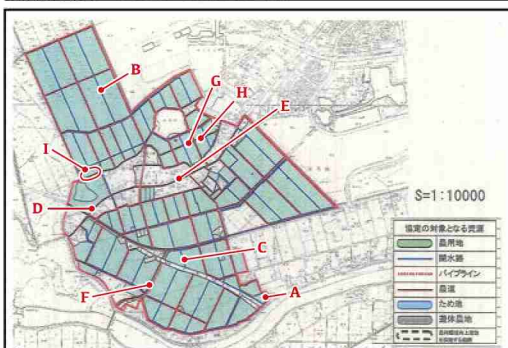 B
G
H
E
I
D
C
F
A
S=1:10000
協定の対象となる資源
農用地
開水路
パイプライン
農道
ため池
遊休農地